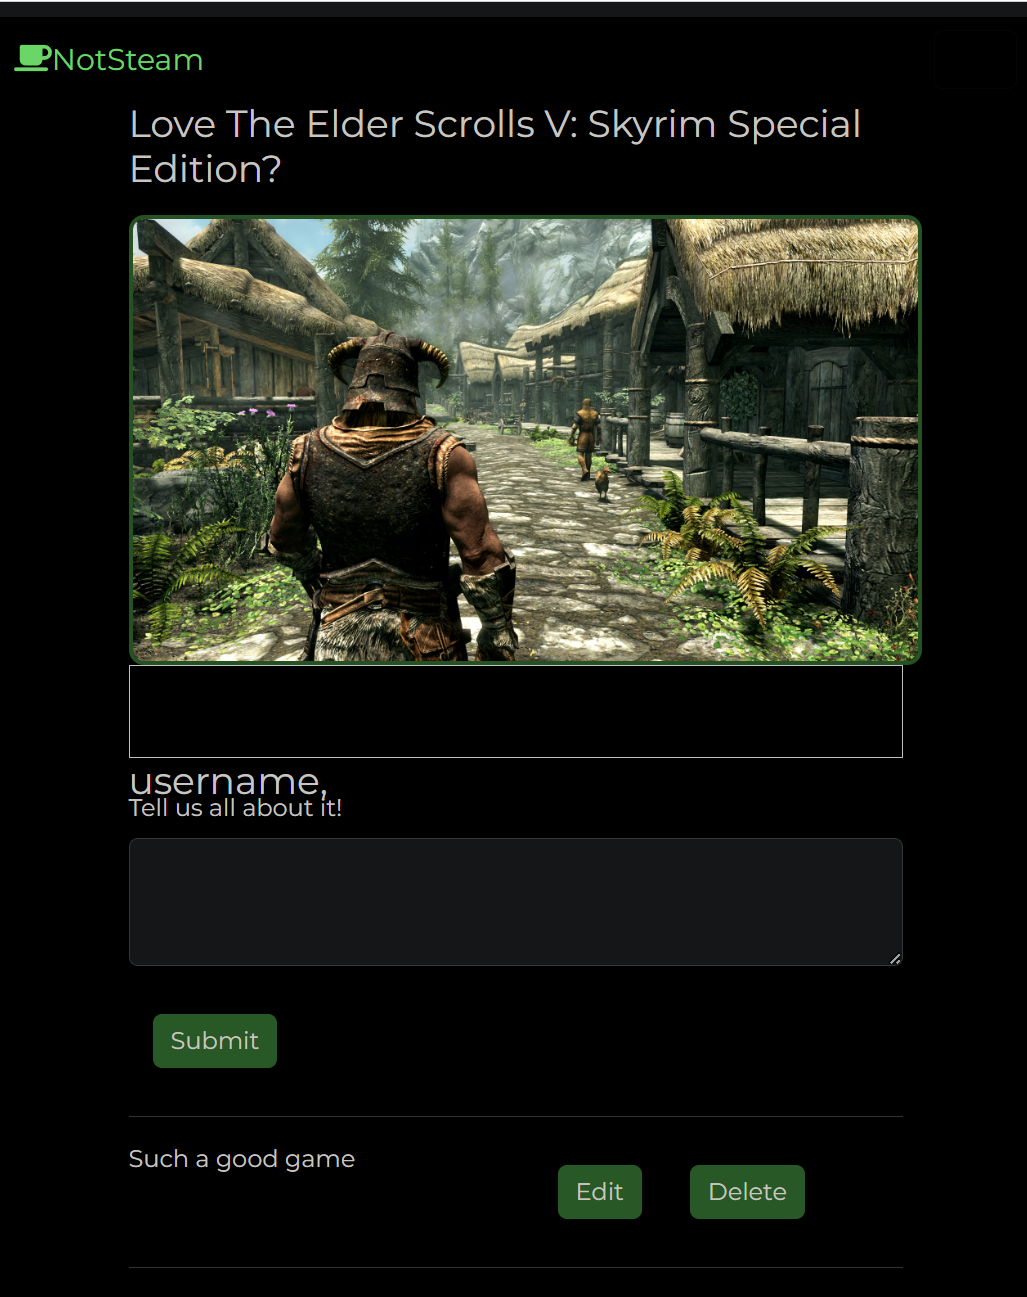 NotSteam
Love The Elder Scrolls V: Skyrim Special
Edition?
username,
Tell us all about it!
Submit
Such a good game
Edit
Delete